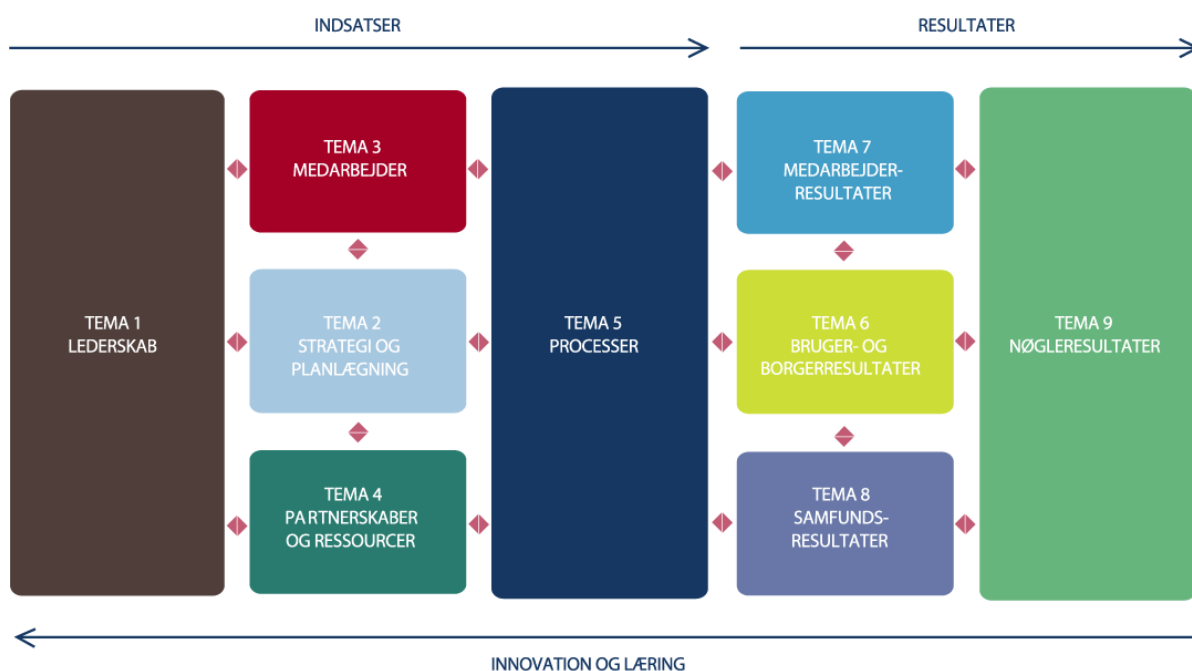 INDSATSER
RESULTATER
TEMA 1
LEDERSKAB
TEMA 3
MEDARBEJDER
TEMA 2
STRATEGI OG
PLANLÆGNING
TEMA 4
PARTNERSKABER
OG RESSOURCER
TEMA 5
PROCESSER
TEMA 7
MEDARBEJDER-
RESULTATER
TEMA 6
BRUGER- OG
BORGERRESULTATER
TEMA 8
SAMFUNDS-
RESULTATER
TEMA 9
NØGLERESULTATER
INNOVATION OG LÆRING